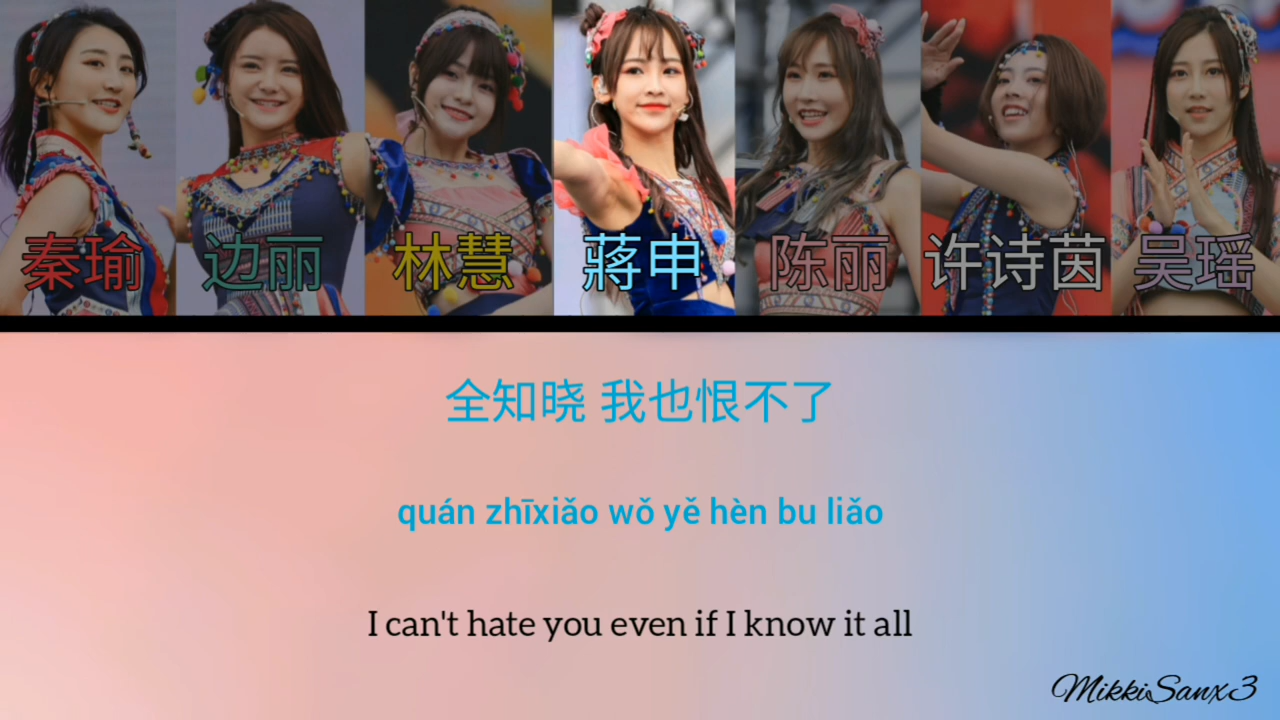 秦瑜 边丽 林慧 蔣申 陈丽 许诗茵 吴瑶
全知晓 我也恨不了
quán zhīxiǎo wǒ yě hèn bu liǎo
I can't hate you even if I know it all
MikkiSanx3